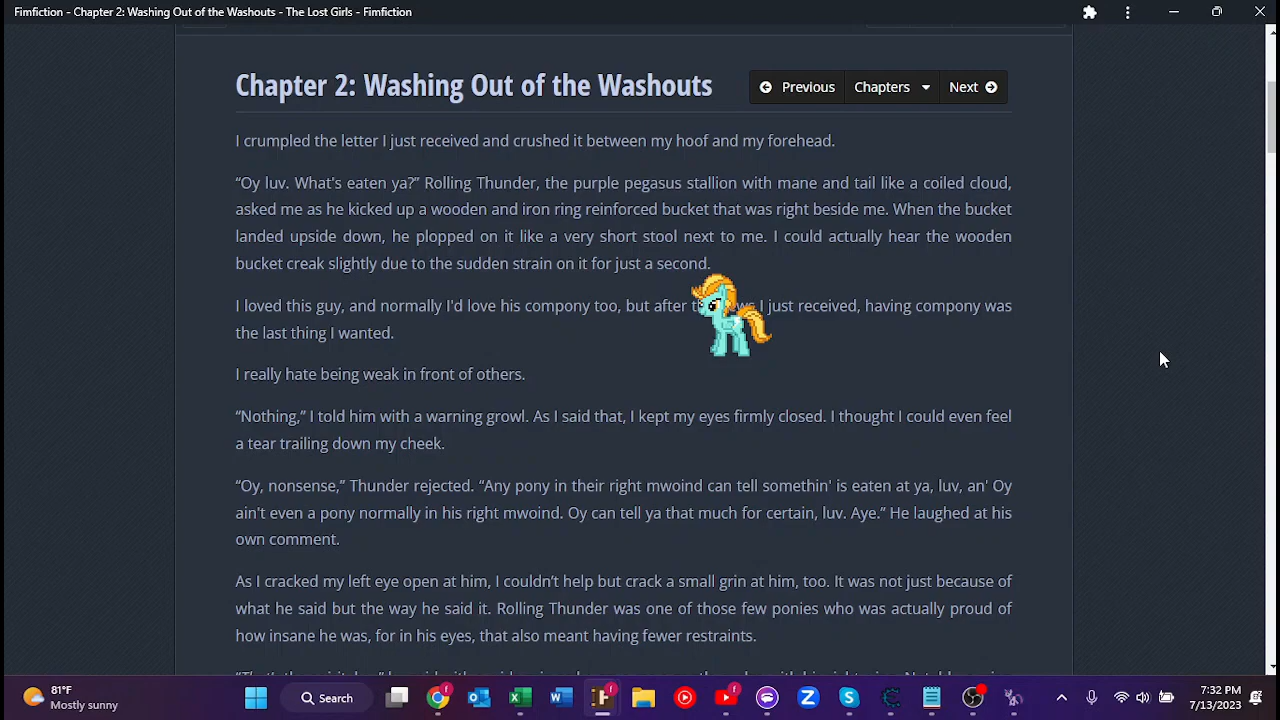 Fimfiction - Chapter 2: Washing Out of the Washouts - The Lost Girls - Fimfiction
Chapter 2: Washing Out of the Washouts
Previous
Chapters
Next
I crumpled the letter I just received and crushed it between my hoof and my forehead.
“Oy luv. What's eaten ya?” Rolling Thunder, the purple pegasus stallion with mane and tail like a coiled cloud,
asked me as he kicked up a wooden and iron ring reinforced bucket that was right beside me. When the bucket
landed upside down, he plopped on it like a very short stool next to me. I could actually hear the wooden
bucket creak slightly due to the sudden strain on it for just a second.
I loved this guy, and normally I'd love his compony too, but after I just received, having compony was
the last thing I wanted.
I really hate being weak in front of others.
“Nothing,” I told him with a warning growl. As I said that, I kept my eyes firmly closed. I thought I could even feel
a tear trailing down my cheek.
“Oy, nonsense,” Thunder rejected. “Any pony in their right mwoind can tell somethin' is eaten at ya, luv, an' Oy
ain't even a pony normally in his right mwoind. Oy can tell ya that much for certain, luv. Aye.” He laughed at his
own comment.
As I cracked my left eye open at him, I couldn’t help but crack a small grin at him, too. It was not just because of
what he said but the way he said it. Rolling Thunder was one of those few ponies who was actually proud of
how insane he was, for in his eyes, that also meant having fewer restraints.
81°F
Mostly sunny
Search
7:32 PM
7/13/2023